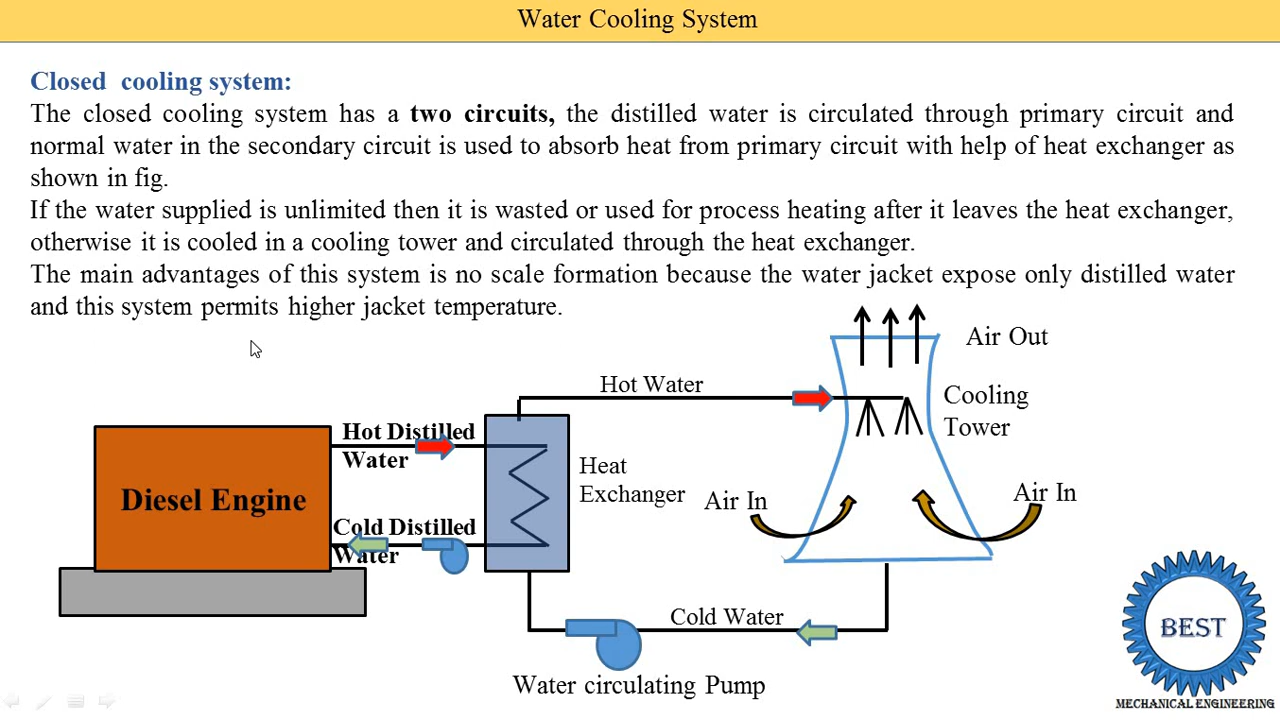 Water Cooling System
Closed cooling system:
The closed cooling system has a two circuits, the distilled water is circulated through primary circuit and
normal water in the secondary circuit is used to absorb heat from primary circuit with help of heat exchanger as
shown in fig.
If the water supplied is unlimited then it is wasted or used for process heating after it leaves the heat exchanger,
otherwise it is cooled in a cooling tower and circulated through the heat exchanger.
The main advantages of this system is no scale formation because the water jacket expose only distilled water
and this system permits higher jacket temperature.
Air Out
Hot Water
Cooling
Tower
Hot Distilled
Water
Heat
Exchanger
Diesel Engine
Air In
Air In
Cold Distilled
Water
Cold Water
Water circulating Pump
BEST
MECHANICAL ENGINEERING